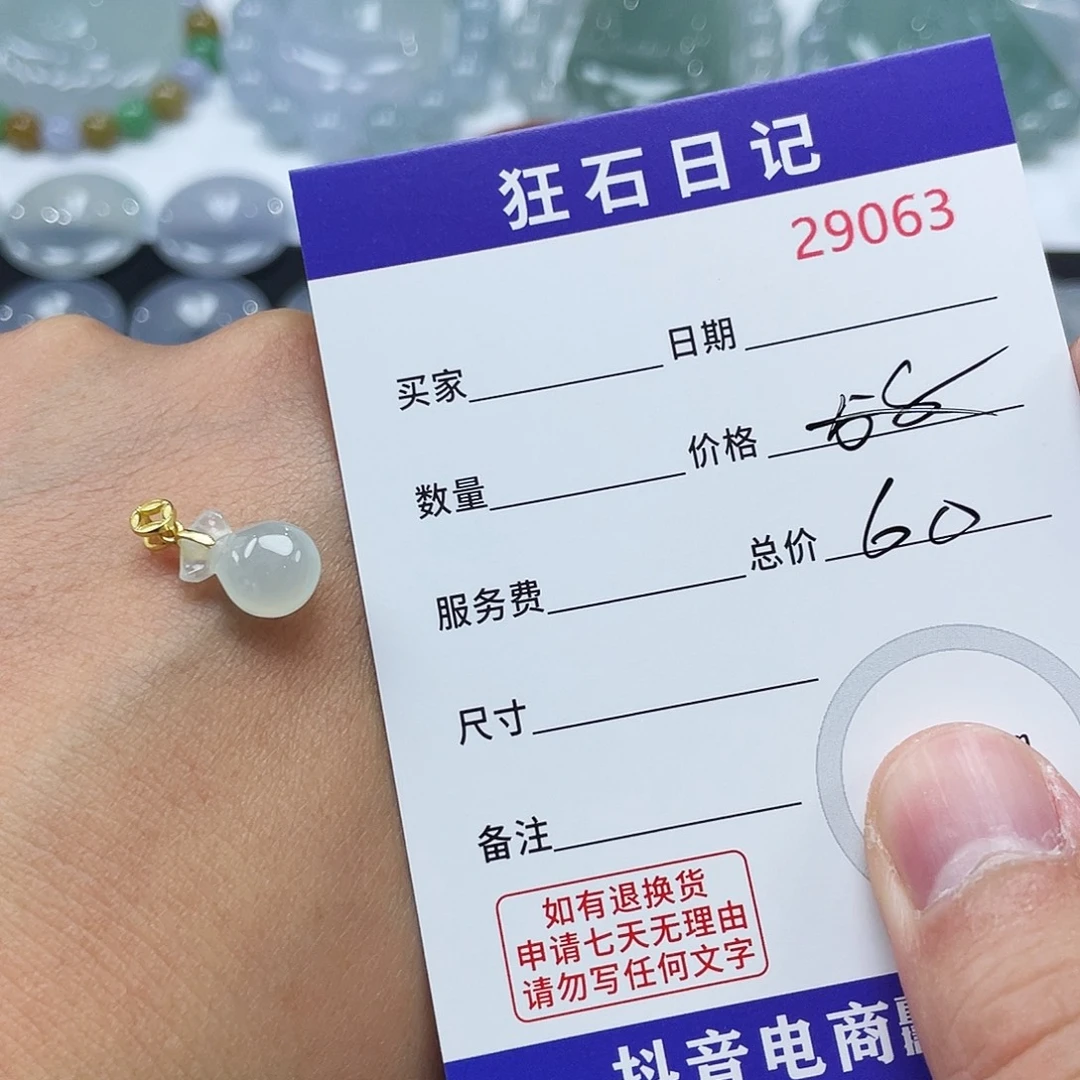 狂石日记
29063
买家 日期
数量 价格 58
服务费 总价 60
尺寸
备注
如有退换货
申请七天无理由
请勿写任何文字
抖音电商